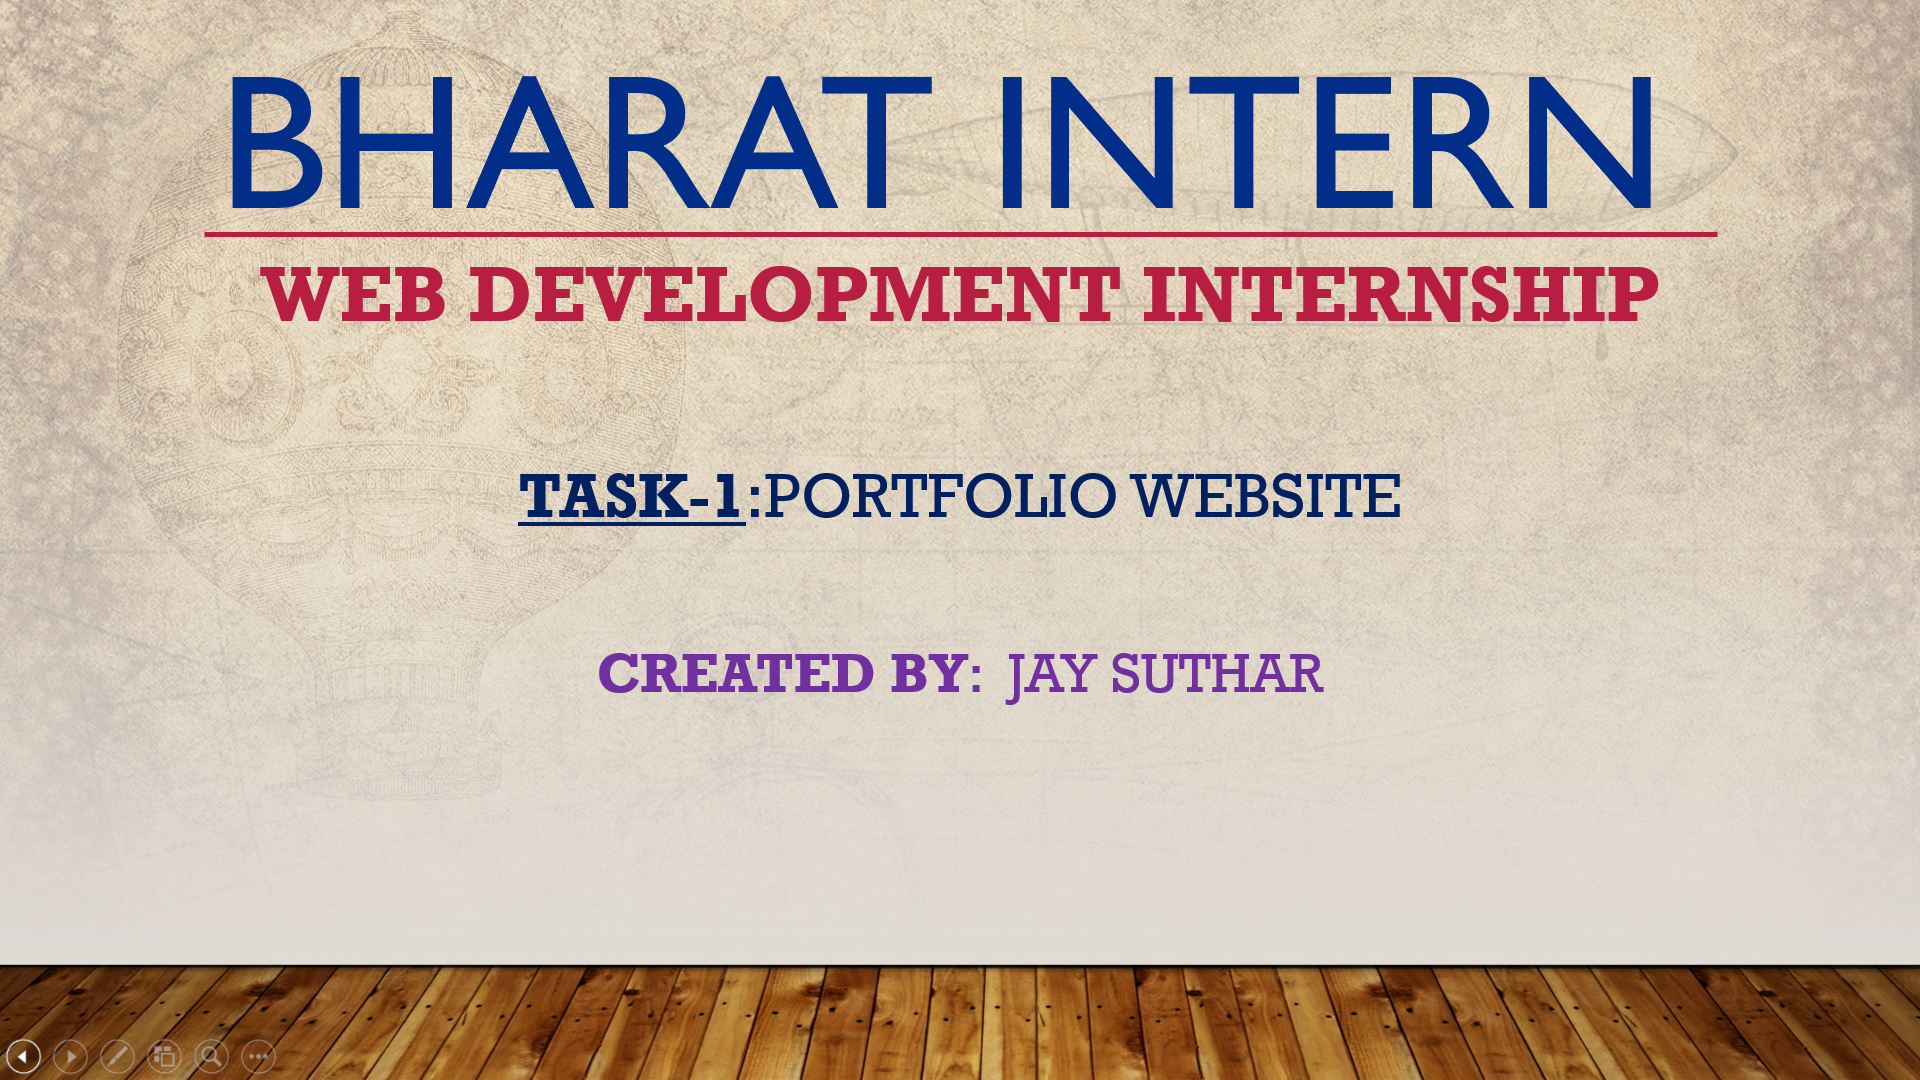 BHARAT INTERN
WEB DEVELOPMENT INTERNSHIP
TASK-1:PORTFOLIO WEBSITE
CREATED BY: JAY SUTHAR